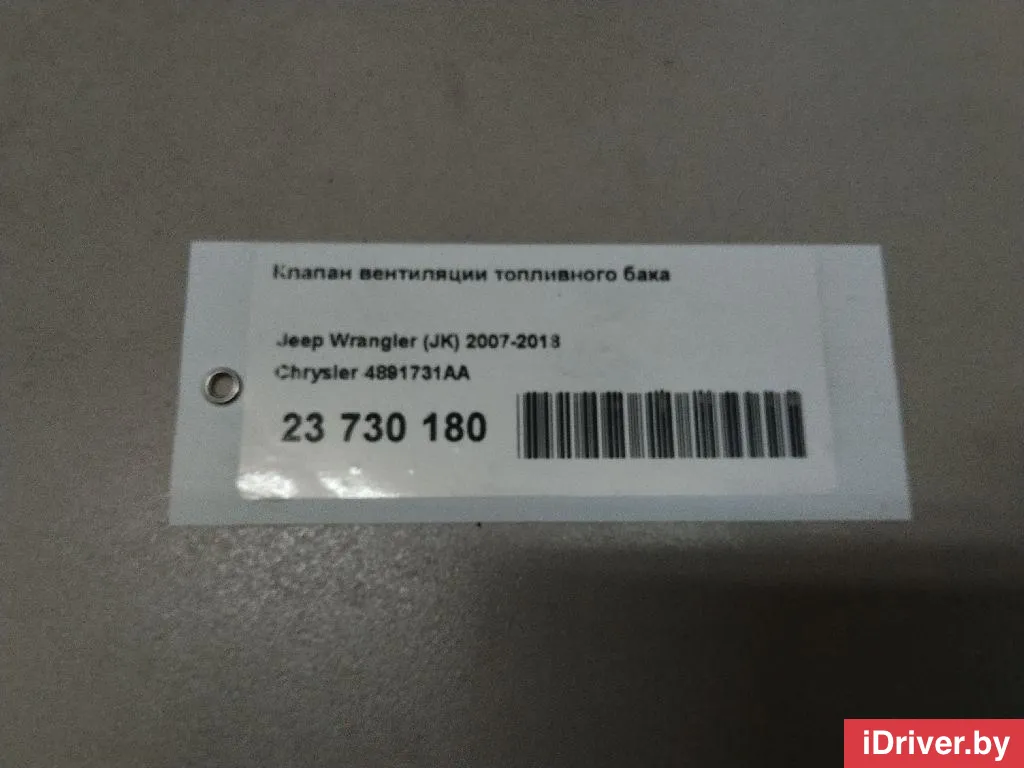 Клапан вентиляции топливного бака
Jeep Wrangler (JK) 2007-2018
Chrysler 4891731AA
23 730 180
iDriver.by